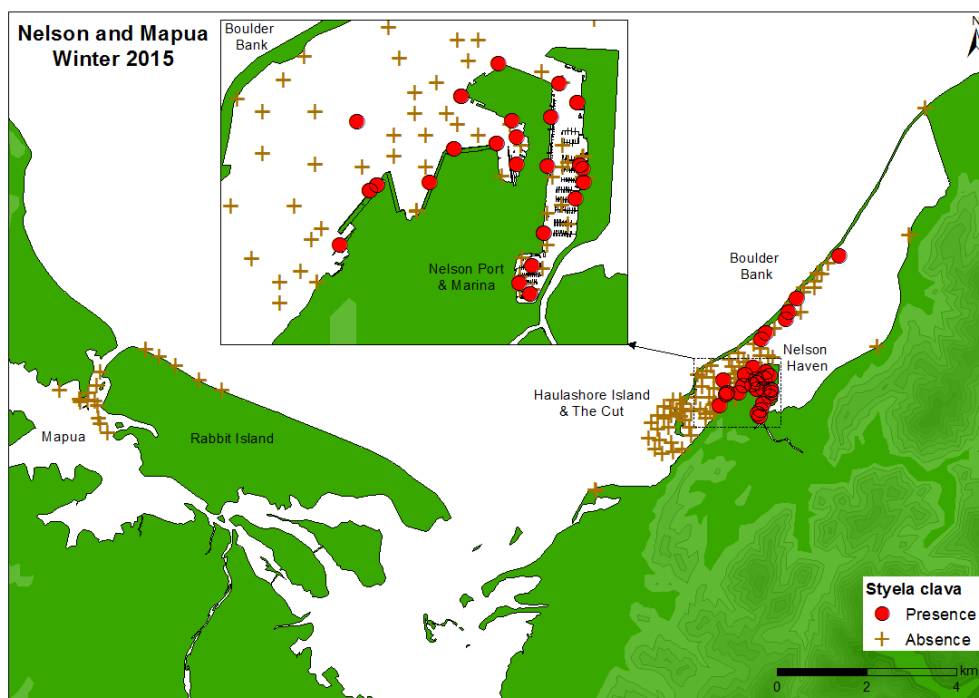 Nelson and Mapua
Winter 2015
Boulder
Bank
Nelson Port
& Marina
N
Boulder
Bank
Nelson
Haven
Haulashore Island
& The Cut
Mapua
Rabbit Island
Styela clava
Presence
Absence
km
0 2 4